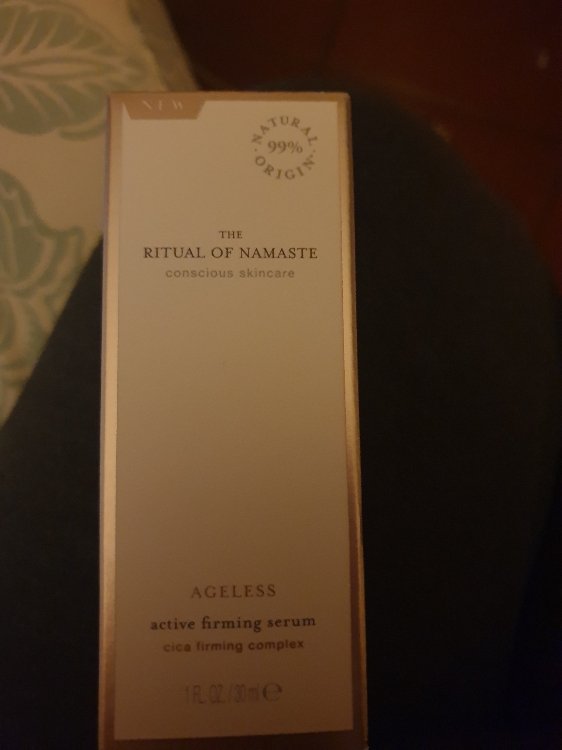 NEW
NATURAL
99%
ORIGIN
THE
RITUAL OF NAMASTE
conscious skincare
AGELESS
active firming serum
cica firming complex
1 FL. OZ. / 30 ml ℮